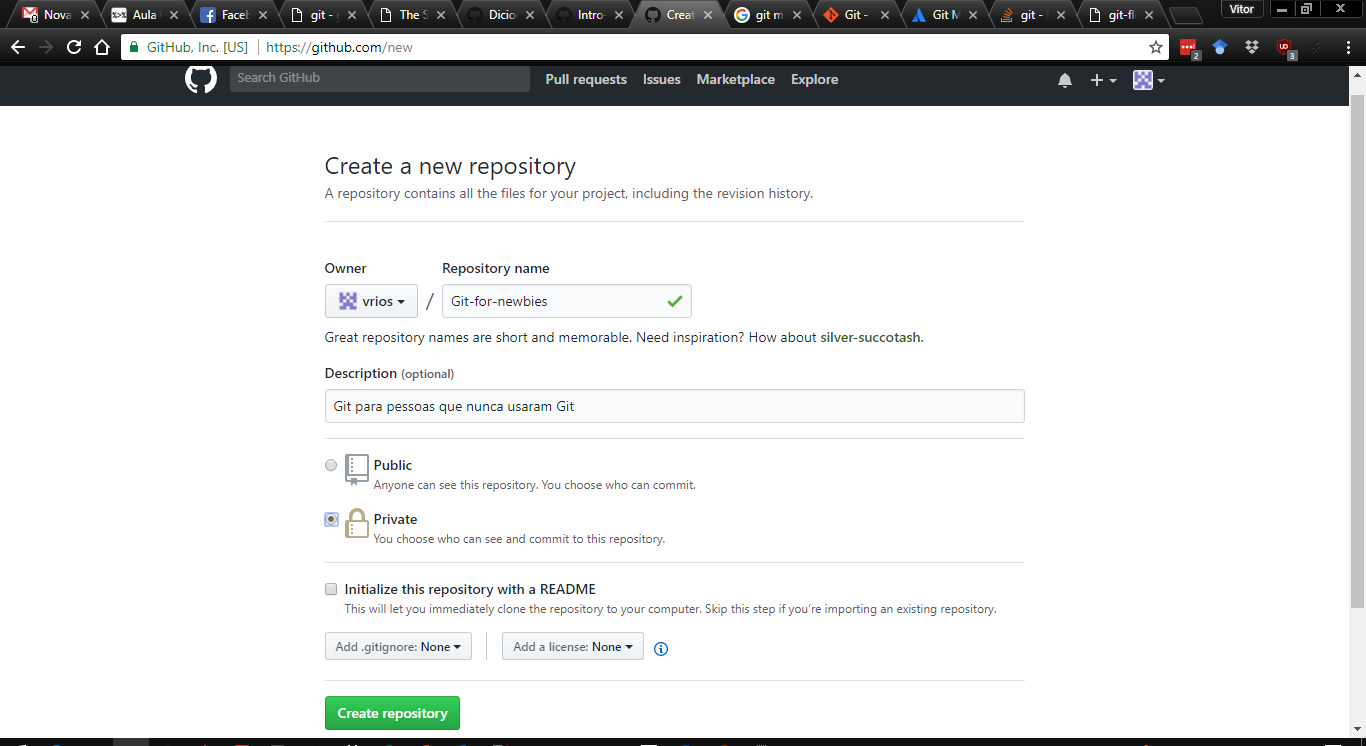 Nova
Aula
Faceb
git - g
The S
Dicio
Intro-
Creat
git m
Git -
Git M
git -
git-fl
Vitor
GitHub, Inc. [US]
https://github.com/new
2
3
Search GitHub
Pull requests
Issues
Marketplace
Explore
Create a new repository
A repository contains all the files for your project, including the revision history.
Owner
Repository name
vrios
/
Git-for-newbies
Great repository names are short and memorable. Need inspiration? How about silver-succotash.
Description (optional)
Git para pessoas que nunca usaram Git
Public
Anyone can see this repository. You choose who can commit.
Private
You choose who can see and commit to this repository.
Initialize this repository with a README
This will let you immediately clone the repository to your computer. Skip this step if you're importing an existing repository.
Add .gitignore: None
Add a license: None
Create repository